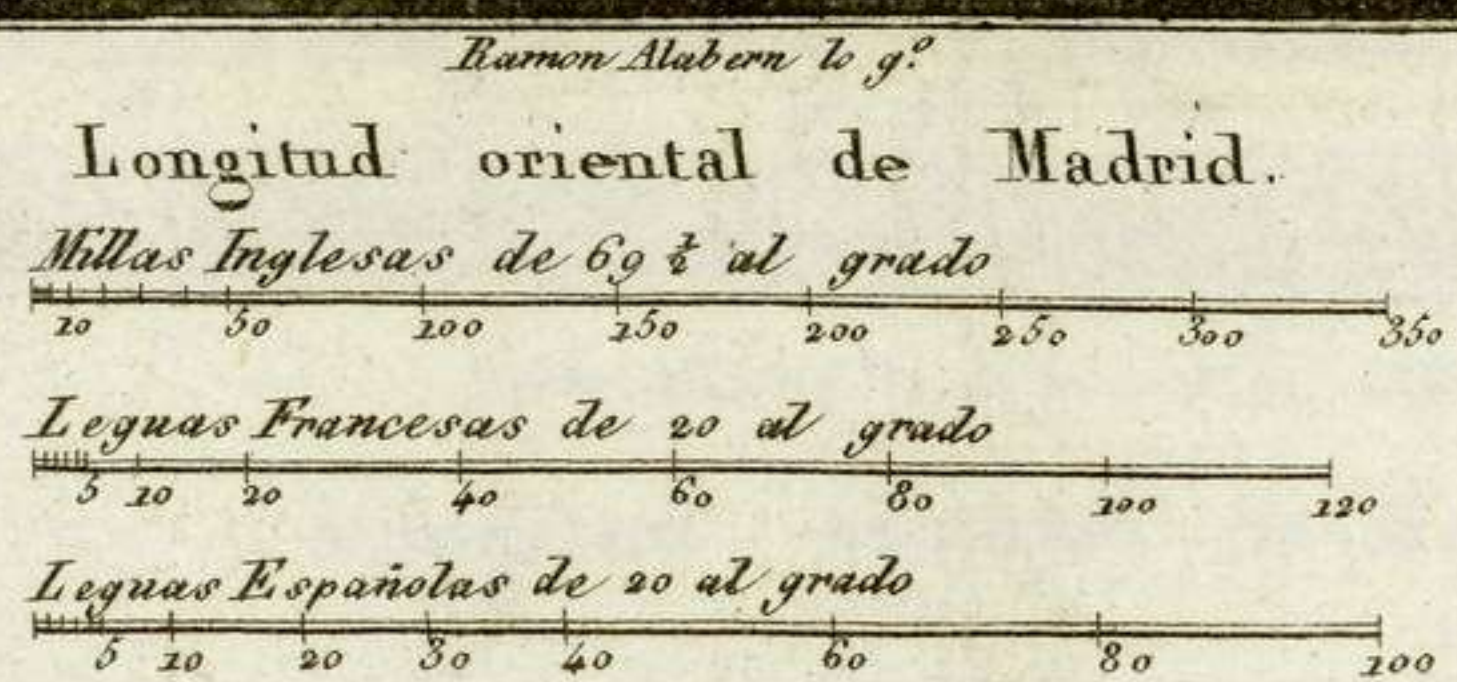 Ramon Alabern lo g.º
Longitud oriental de Madrid.
Millas Inglesas de 69 ½ al grado
10 50 100 150 200 250 300 350
Leguas Francesas de 20 al grado
5 10 20 40 60 80 100 120
Leguas Españolas de 20 al grado
5 10 20 30 40 60 80 100